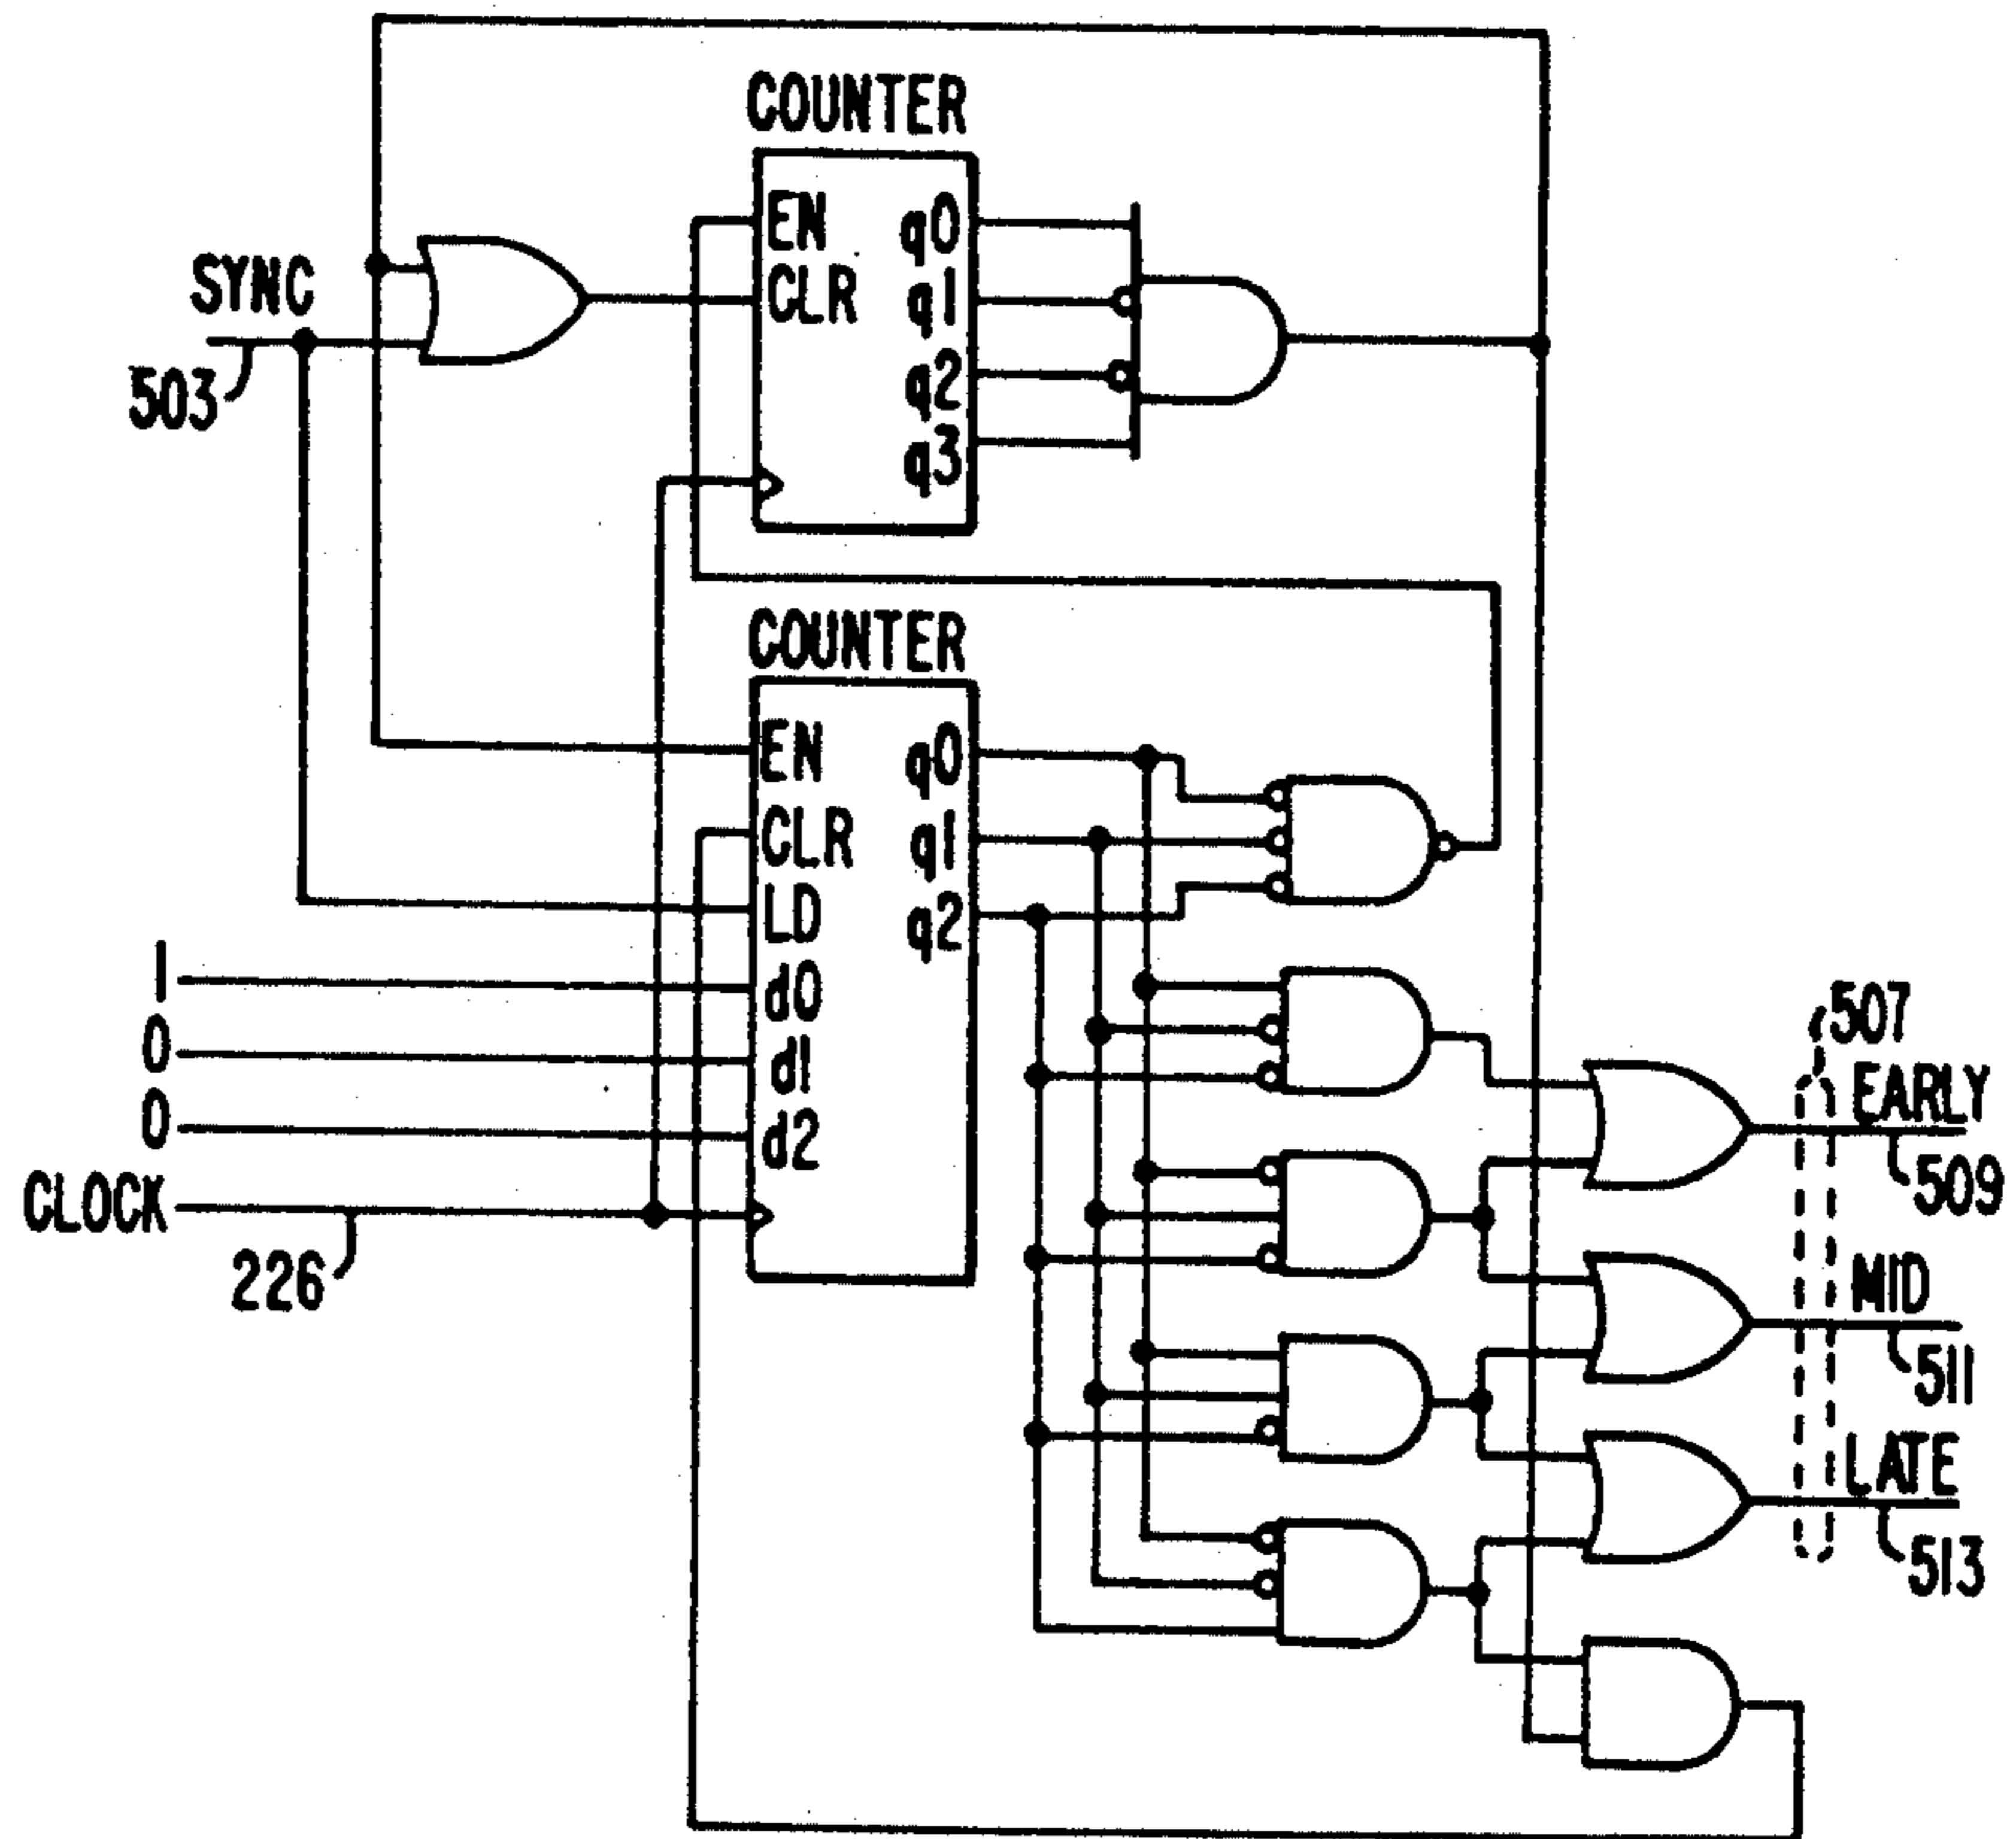 COUNTER
EN q0
CLR q1
q2
q3
SYNC
503
COUNTER
EN q0
CLR q1
LD q2
1 d0
0 d1
0 d2
CLOCK
226
507
EARLY
509
MID
511
LATE
513